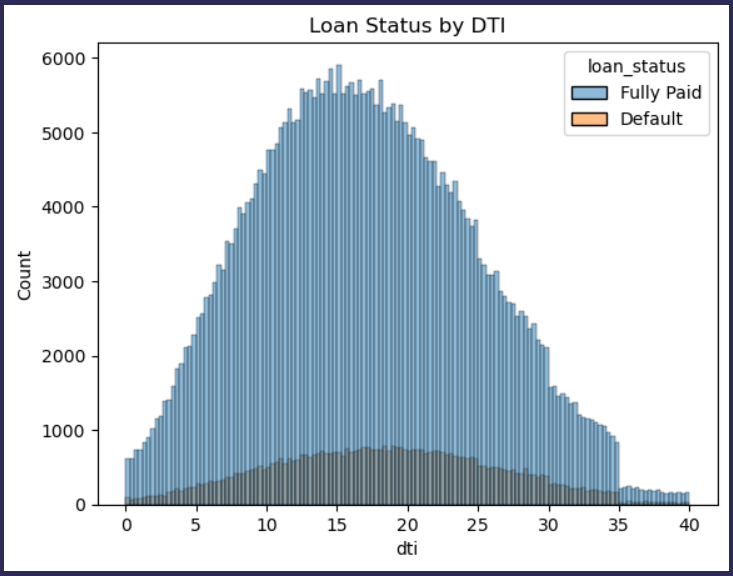 Loan Status by DTI
loan_status
Fully Paid
Default
6000
5000
4000
3000
2000
1000
0
Count
0 5 10 15 20 25 30 35 40
dti